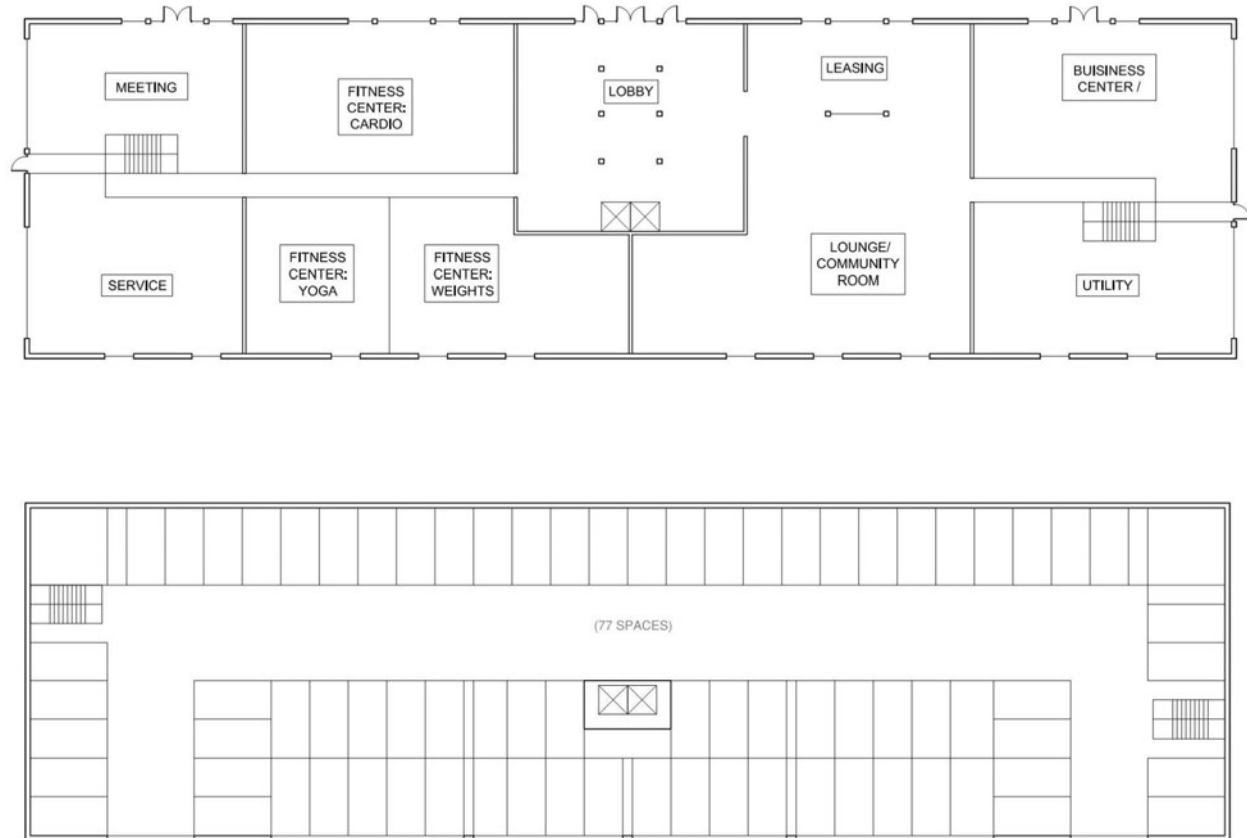 MEETING
FITNESS
CENTER:
CARDIO
LOBBY
LEASING
BUISINESS
CENTER /
SERVICE
FITNESS
CENTER:
YOGA
FITNESS
CENTER:
WEIGHTS
LOUNGE/
COMMUNITY
ROOM
UTILITY
(77 SPACES)